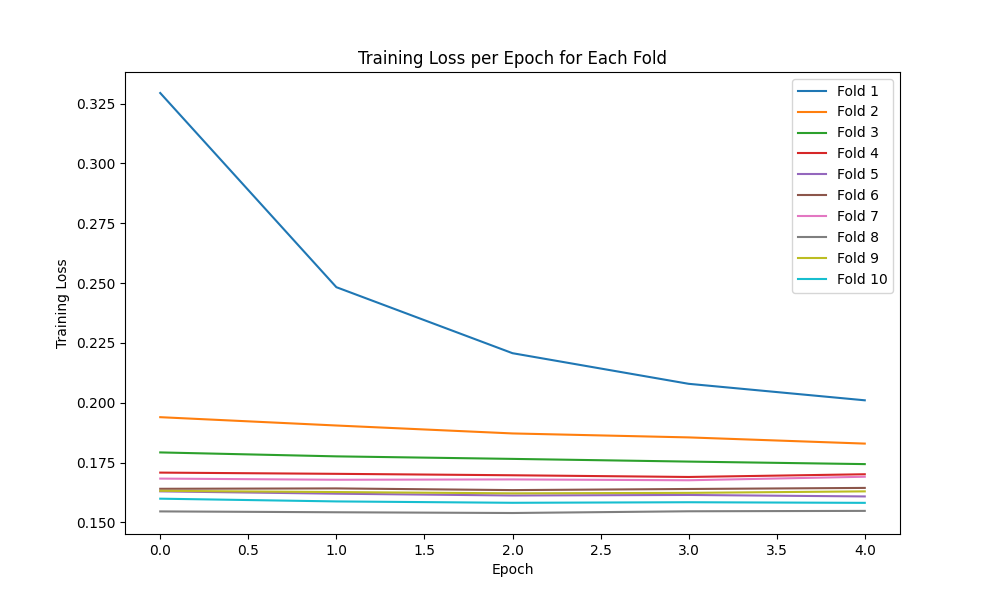 Training Loss per Epoch for Each Fold
Training Loss
0.325
0.300
0.275
0.250
0.225
0.200
0.175
0.150
Fold 1
Fold 2
Fold 3
Fold 4
Fold 5
Fold 6
Fold 7
Fold 8
Fold 9
Fold 10
0.0 0.5 1.0 1.5 2.0 2.5 3.0 3.5 4.0
Epoch